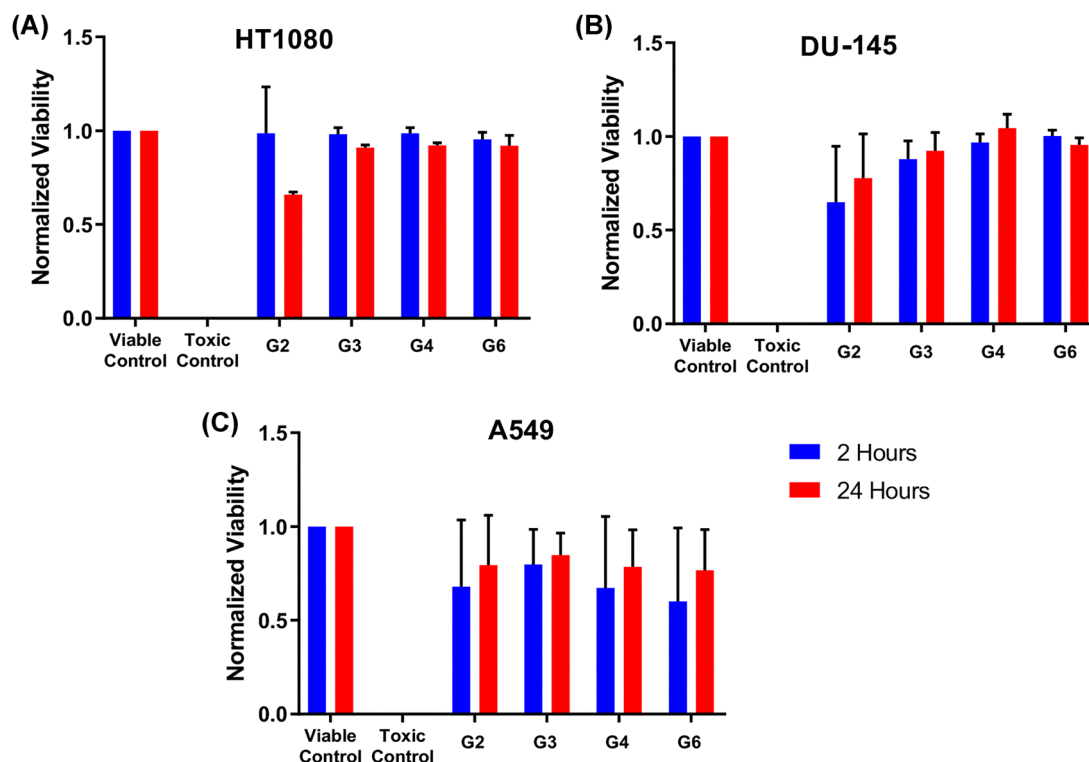 (A)
HT1080
Normalized Viability
1.5
1.0
0.5
0.0
Viable
Control
Toxic
Control
G2
G3
G4
G6
(B)
DU-145
Normalized Viability
1.5
1.0
0.5
0.0
Viable
Control
Toxic
Control
G2
G3
G4
G6
(C)
A549
Normalized Viability
1.5
1.0
0.5
0.0
Viable
Control
Toxic
Control
G2
G3
G4
G6
2 Hours
24 Hours